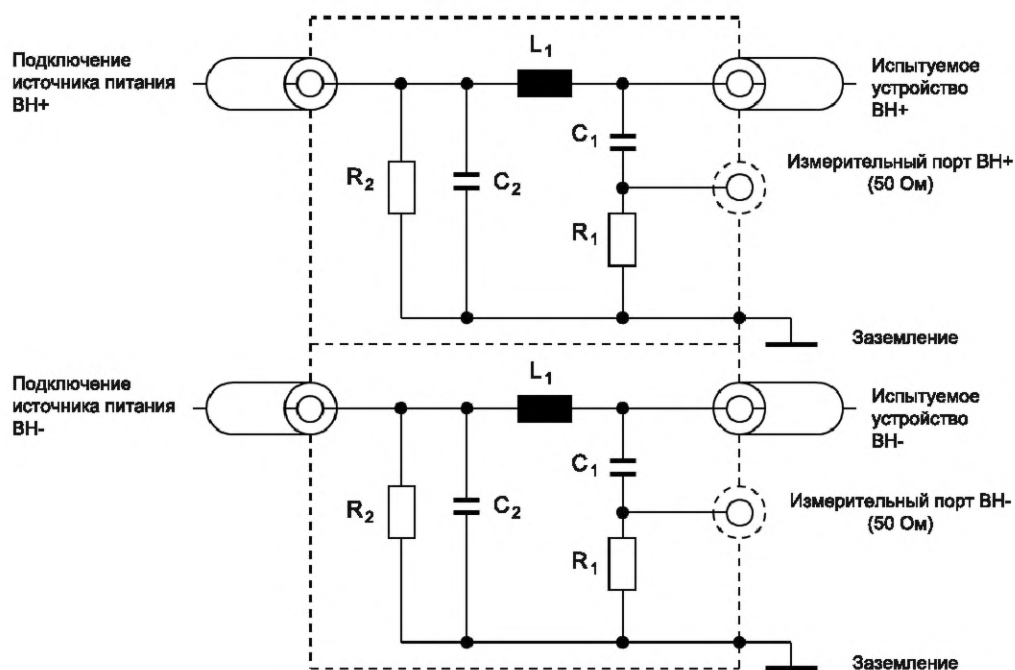 L1
Подключение
источника питания
ВН+
Испытуемое
устройство
ВН+
C1
Измерительный порт ВН+
(50 Ом)
R2
C2
R1
Заземление
L1
Подключение
источника питания
ВН-
Испытуемое
устройство
ВН-
C1
Измерительный порт ВН-
(50 Ом)
R2
C2
R1
Заземление